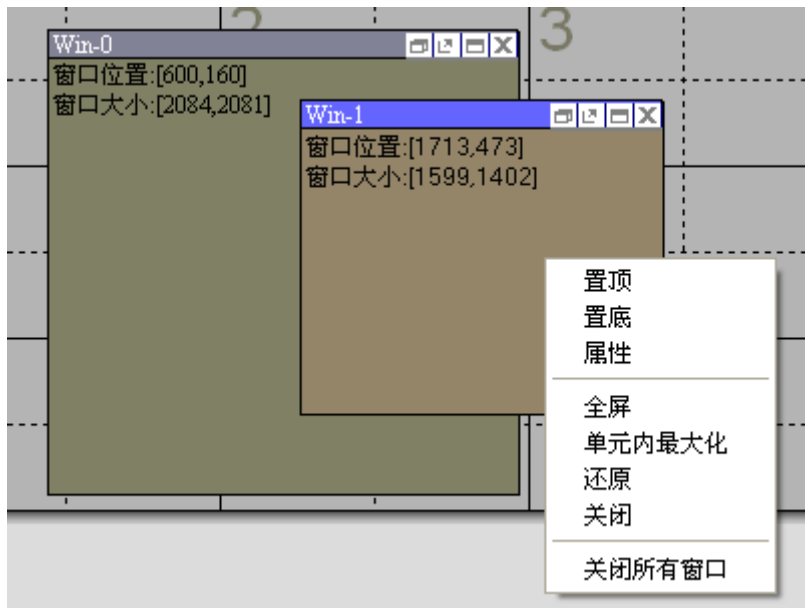 2
3
Win-0
窗口位置:[600,160]
窗口大小:[2084,2081]
Win-1
窗口位置:[1713,473]
窗口大小:[1599,1402]
置顶
置底
属性
全屏
单元内最大化
还原
关闭
关闭所有窗口